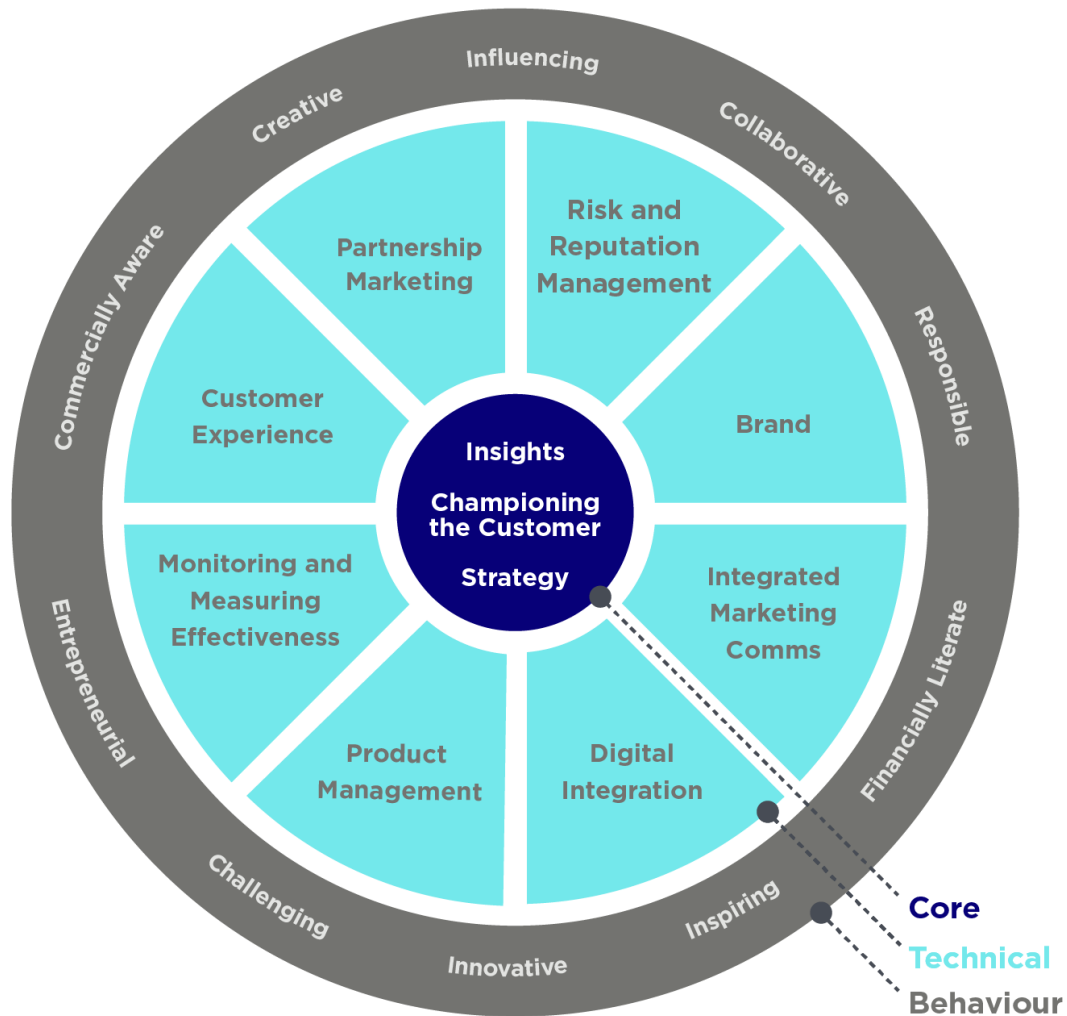 Influencing
Creative
Collaborative
Commercially Aware
Responsible
Partnership
Marketing
Risk and
Reputation
Management
Customer
Experience
Brand
Insights
Championing
the Customer
Strategy
Monitoring and
Measuring
Effectiveness
Integrated
Marketing
Comms
Product
Management
Digital
Integration
Entrepreneurial
Financially Literate
Challenging
Inspiring
Innovative
Core
Technical
Behaviour